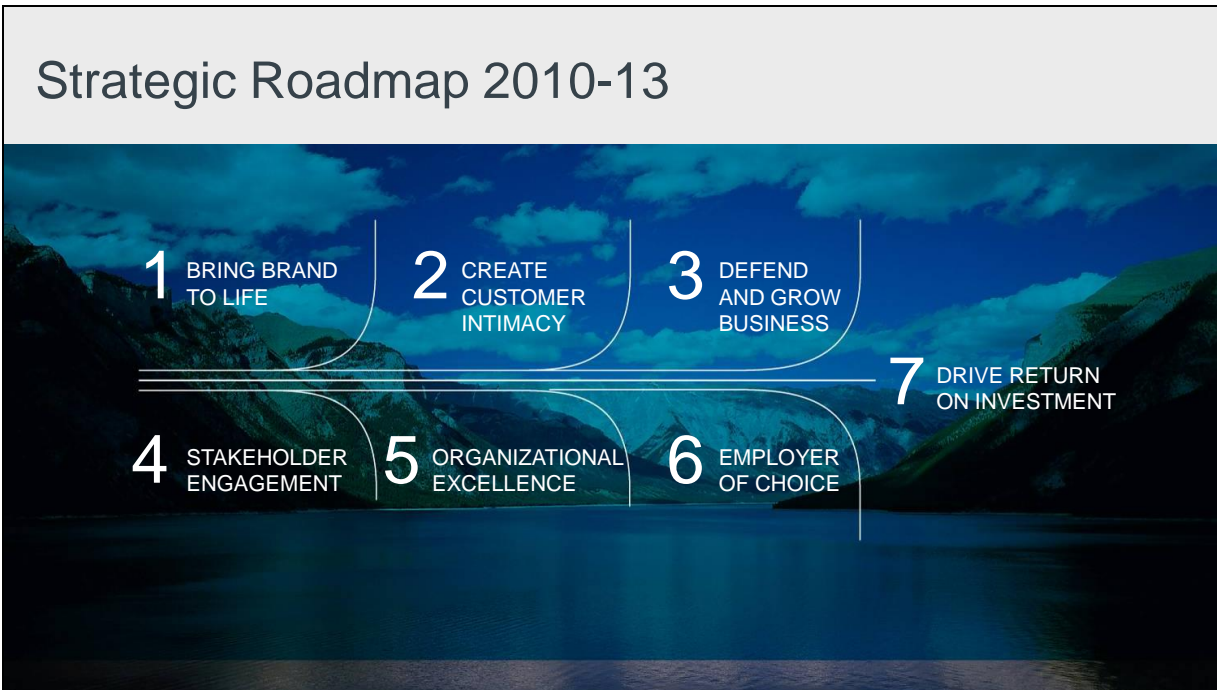 Strategic Roadmap 2010-13
1 BRING BRAND
TO LIFE
2 CREATE
CUSTOMER
INTIMACY
3 DEFEND
AND GROW
BUSINESS
4 STAKEHOLDER
ENGAGEMENT
5 ORGANIZATIONAL
EXCELLENCE
6 EMPLOYER
OF CHOICE
7 DRIVE RETURN
ON INVESTMENT